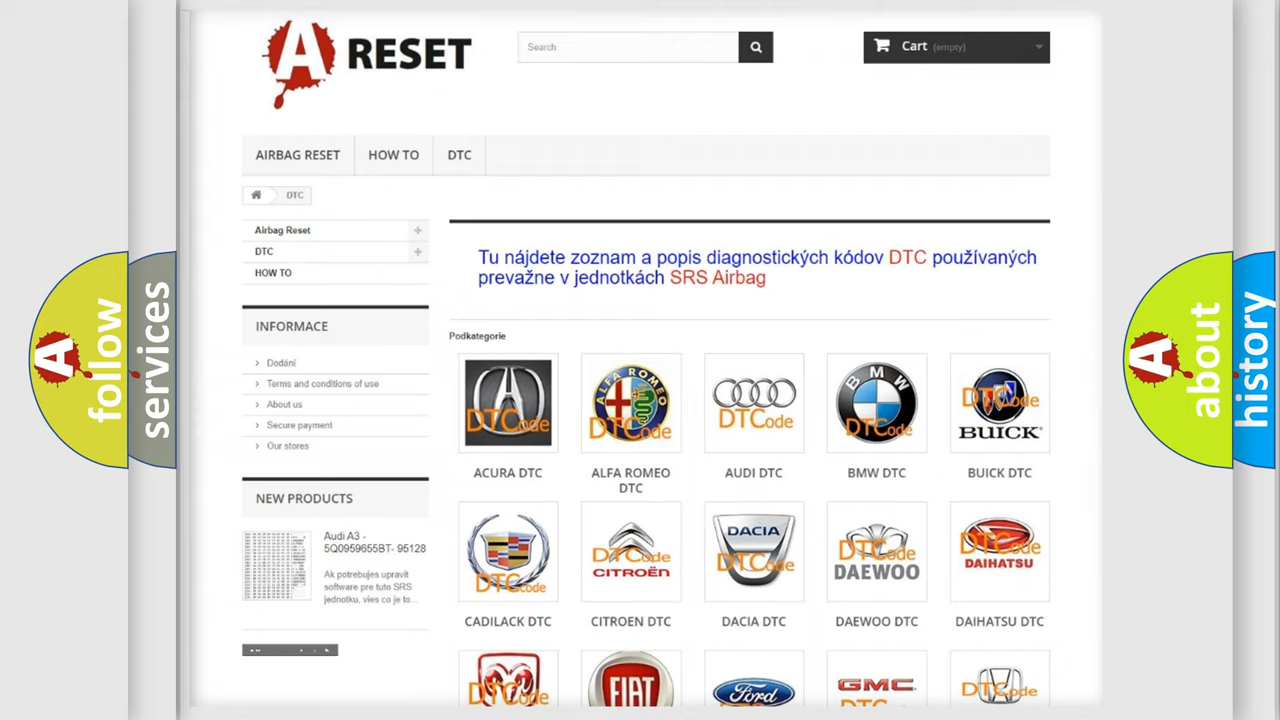 A RESET
Search
Cart (empty)
AIRBAG RESET
HOW TO
DTC
DTC
Airbag Reset
DTC
HOW TO
Tu nájdete zoznam a popis diagnostických kódov DTC používaných
prevažne v jednotkách SRS Airbag
INFORMACE
Dodání
Terms and conditions of use
About us
Secure payment
Our stores
NEW PRODUCTS
Audi A3 -
5Q0959655BT- 95128
Ak potrebujes upravit
software pre tuto SRS
jednotku, vies co je to...
Podkategorie
DTCode
ALFA ROMEO
DTCode
DTCode
BMW
DTCode
DTCode
BUICK
ACURA DTC
ALFA ROMEO
DTC
AUDI DTC
BMW DTC
BUICK DTC
DTCode
DTCode
CITROËN
DACIA
DTCode
DTCode
DAEWOO
DTCode
DAIHATSU
CADILACK DTC
CITROEN DTC
DACIA DTC
DAEWOO DTC
DAIHATSU DTC
DTCode
FIAT
Ford
GMC
DTCode
A follow
services
A about
history